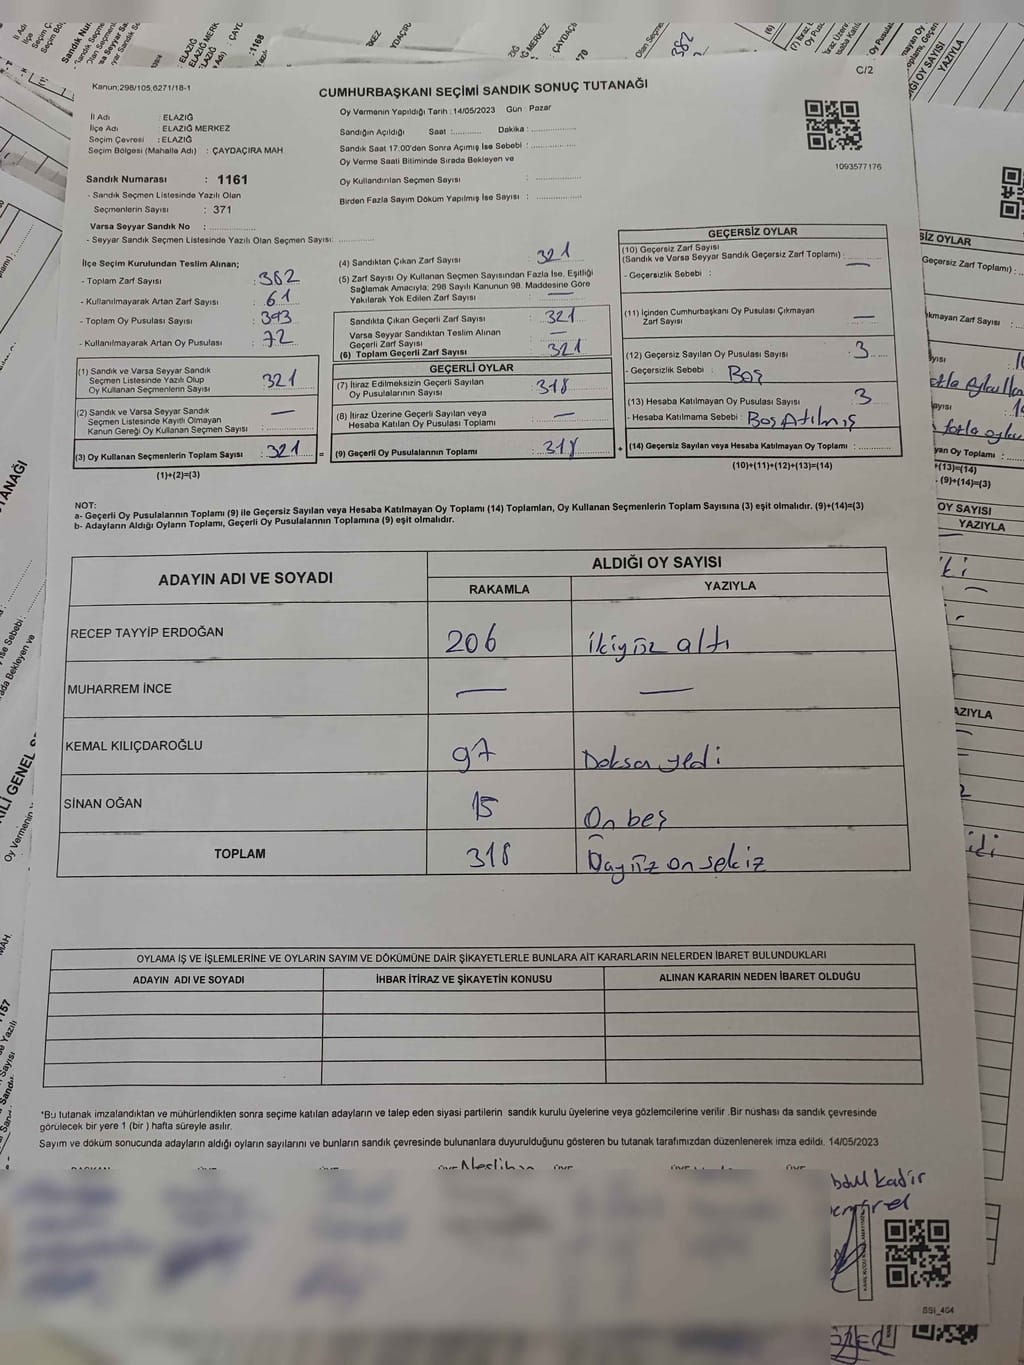 C/2
Kanun;298/105,6271/18-1
CUMHURBAŞKANI SEÇİMİ SANDIK SONUÇ TUTANAĞI
İl Adı : ELAZIĞ
İlçe Adı : ELAZIĞ MERKEZ
Seçim Çevresi : ELAZIĞ
Seçim Bölgesi (Mahalle Adı) : ÇAYDAÇIRA MAH
Oy Vermenin Yapıldığı Tarih : 14/05/2023 Gün : Pazar
Sandığın Açıldığı Saat :.......... Dakika : ..............
Sandık Saat 17:00'den Sonra Açımış İse Sebebi : ..............
Oy Verme Saati Bitiminde Sırada Bekleyen ve
Oy Kullandırılan Seçmen Sayısı : ..............
Birden Fazla Sayım Döküm Yapılmış İse Sayısı : ..............
1093577176
Sandık Numarası : 1161
- Sandık Seçmen Listesinde Yazılı Olan
Seçmenlerin Sayısı : 371
Varsa Seyyar Sandık No : ..............
- Seyyar Sandık Seçmen Listesinde Yazılı Olan Seçmen Sayısı: ..............
İlçe Seçim Kurulundan Teslim Alınan;
- Toplam Zarf Sayısı : 382
- Kullanılmayarak Artan Zarf Sayısı : 61
- Toplam Oy Pusulası Sayısı : 393
- Kullanılmayarak Artan Oy Pusulası : 72
(1) Sandık ve Varsa Seyyar Sandık
Seçmen Listesinde Yazılı Olup
Oy Kullanan Seçmenlerin Sayısı : 321
(2) Sandık ve Varsa Seyyar Sandık
Seçmen Listesinde Kayıtlı Olmayan
Kanun Gereği Oy Kullanan Seçmen Sayısı : —
(3) Oy Kullanan Seçmenlerin Toplam Sayısı : 321
(1)+(2)=(3)
(4) Sandıktan Çıkan Zarf Sayısı : 321
(5) Zarf Sayısı Oy Kullanan Seçmen Sayısından Fazla İse, Eşitliği
Sağlamak Amacıyla; 298 Sayılı Kanunun 98. Maddesine Göre
Yakılarak Yok Edilen Zarf Sayısı : —
Sandıkta Çıkan Geçerli Zarf Sayısı : 321
Varsa Seyyar Sandıktan Teslim Alınan
Geçerli Zarf Sayısı : —
(6) Toplam Geçerli Zarf Sayısı : 321
GEÇERLİ OYLAR
(7) İtiraz Edilmeksizin Geçerli Sayılan
Oy Pusulalarının Sayısı : 318
(8) İtiraz Üzerine Geçerli Sayılan veya
Hesaba Katılan Oy Pusulası Toplamı : —
= (9) Geçerli Oy Pusulalarının Toplamı : 318
GEÇERSİZ OYLAR
(10) Geçersiz Zarf Sayısı
(Sandık ve Varsa Seyyar Sandık Geçersiz Zarf Toplamı) : —
- Geçersizlik Sebebi :
(11) İçinden Cumhurbaşkanı Oy Pusulası Çıkmayan
Zarf Sayısı : —
(12) Geçersiz Sayılan Oy Pusulası Sayısı : 3
- Geçersizlik Sebebi : Boş
(13) Hesaba Katılmayan Oy Pusulası Sayısı : 3
- Hesaba Katılmama Sebebi : Boş Atılmış
+ (14) Geçersiz Sayılan veya Hesaba Katılmayan Oy Toplamı : ..........
(10)+(11)+(12)+(13)=(14)
NOT:
a- Geçerli Oy Pusulalarının Toplamı (9) ile Geçersiz Sayılan veya Hesaba Katılmayan Oy Toplamı (14) Toplamları, Oy Kullanan Seçmenlerin Toplam Sayısına (3) eşit olmalıdır. (9)+(14)=(3)
b- Adayların Aldığı Oyların Toplamı, Geçerli Oy Pusulalarının Toplamına (9) eşit olmalıdır.
ADAYIN ADI VE SOYADI
ALDIĞI OY SAYISI
RAKAMLA YAZIYLA
RECEP TAYYİP ERDOĞAN 206 ikiyüz altı
MUHARREM İNCE — —
KEMAL KILIÇDAROĞLU 97 Doksan yedi
SİNAN OĞAN 15 On beş
TOPLAM 318 Üçyüz on sekiz
OYLAMA İŞ VE İŞLEMLERİNE VE OYLARIN SAYIM VE DÖKÜMÜNE DAİR ŞİKAYETLERLE BUNLARA AİT KARARLARIN NELERDEN İBARET BULUNDUKLARI
ADAYIN ADI VE SOYADI İHBAR İTİRAZ VE ŞİKAYETİN KONUSU ALINAN KARARIN NEDEN İBARET OLDUĞU
*Bu tutanak imzalandıktan ve mühürlendikten sonra seçime katılan adayların ve talep eden siyasi partilerin sandık kurulu üyelerine veya gözlemcilerine verilir .Bir nüshası da sandık çevresinde
görülecek bir yere 1 (bir ) hafta süreyle asılır.
Sayım ve döküm sonucunda adayların aldığı oyların sayılarını ve bunların sandık çevresinde bulunanlara duyurulduğunu gösteren bu tutanak tarafımızdan düzenlenerek imza edildi. 14/05/2023
Neslihan
SSI_404